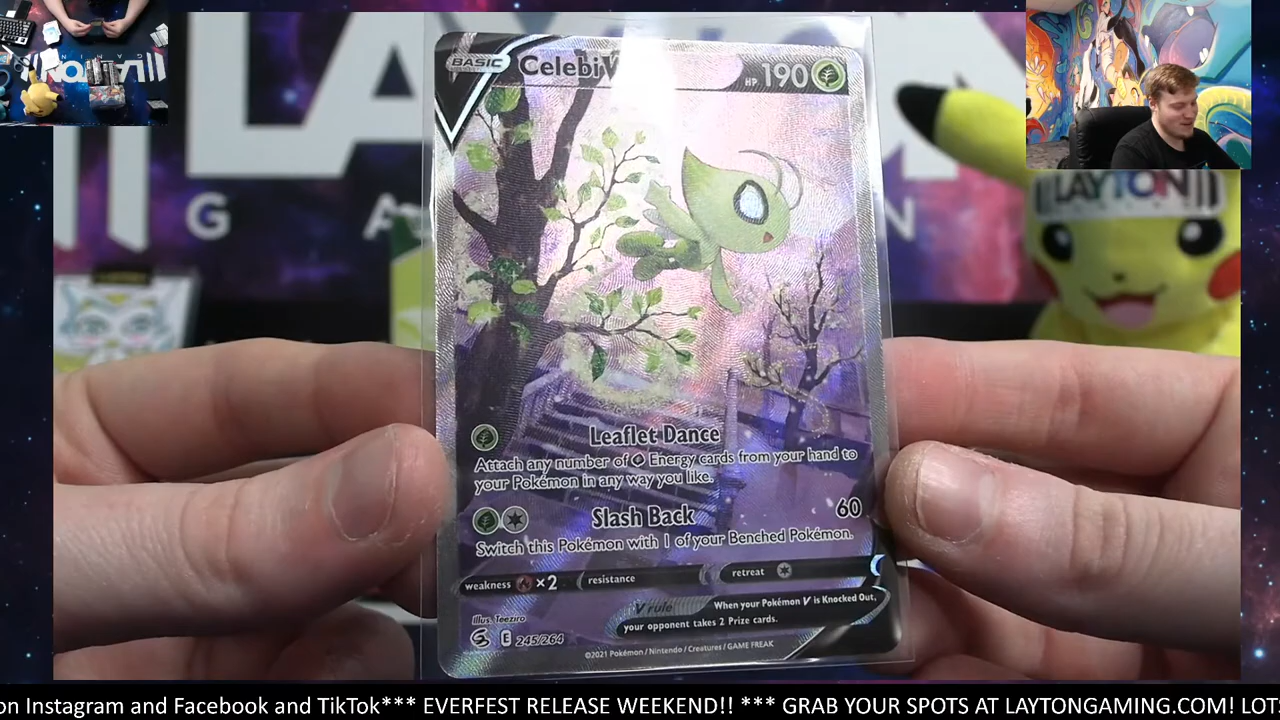 BASIC Celebi V HP 190
Leaflet Dance
Attach any number of Energy cards from your hand to
your Pokémon in any way you like.
Slash Back 60
Switch this Pokémon with 1 of your Benched Pokémon.
weakness ×2 resistance retreat
V rule When your Pokémon V is Knocked Out,
your opponent takes 2 Prize cards.
Illus. Teeziro
E 245/264
©2021 Pokémon / Nintendo / Creatures / GAME FREAK
LAYTON
on Instagram and Facebook and TikTok*** EVERFEST RELEASE WEEKEND!! *** GRAB YOUR SPOTS AT LAYTONGAMING.COM! LOT